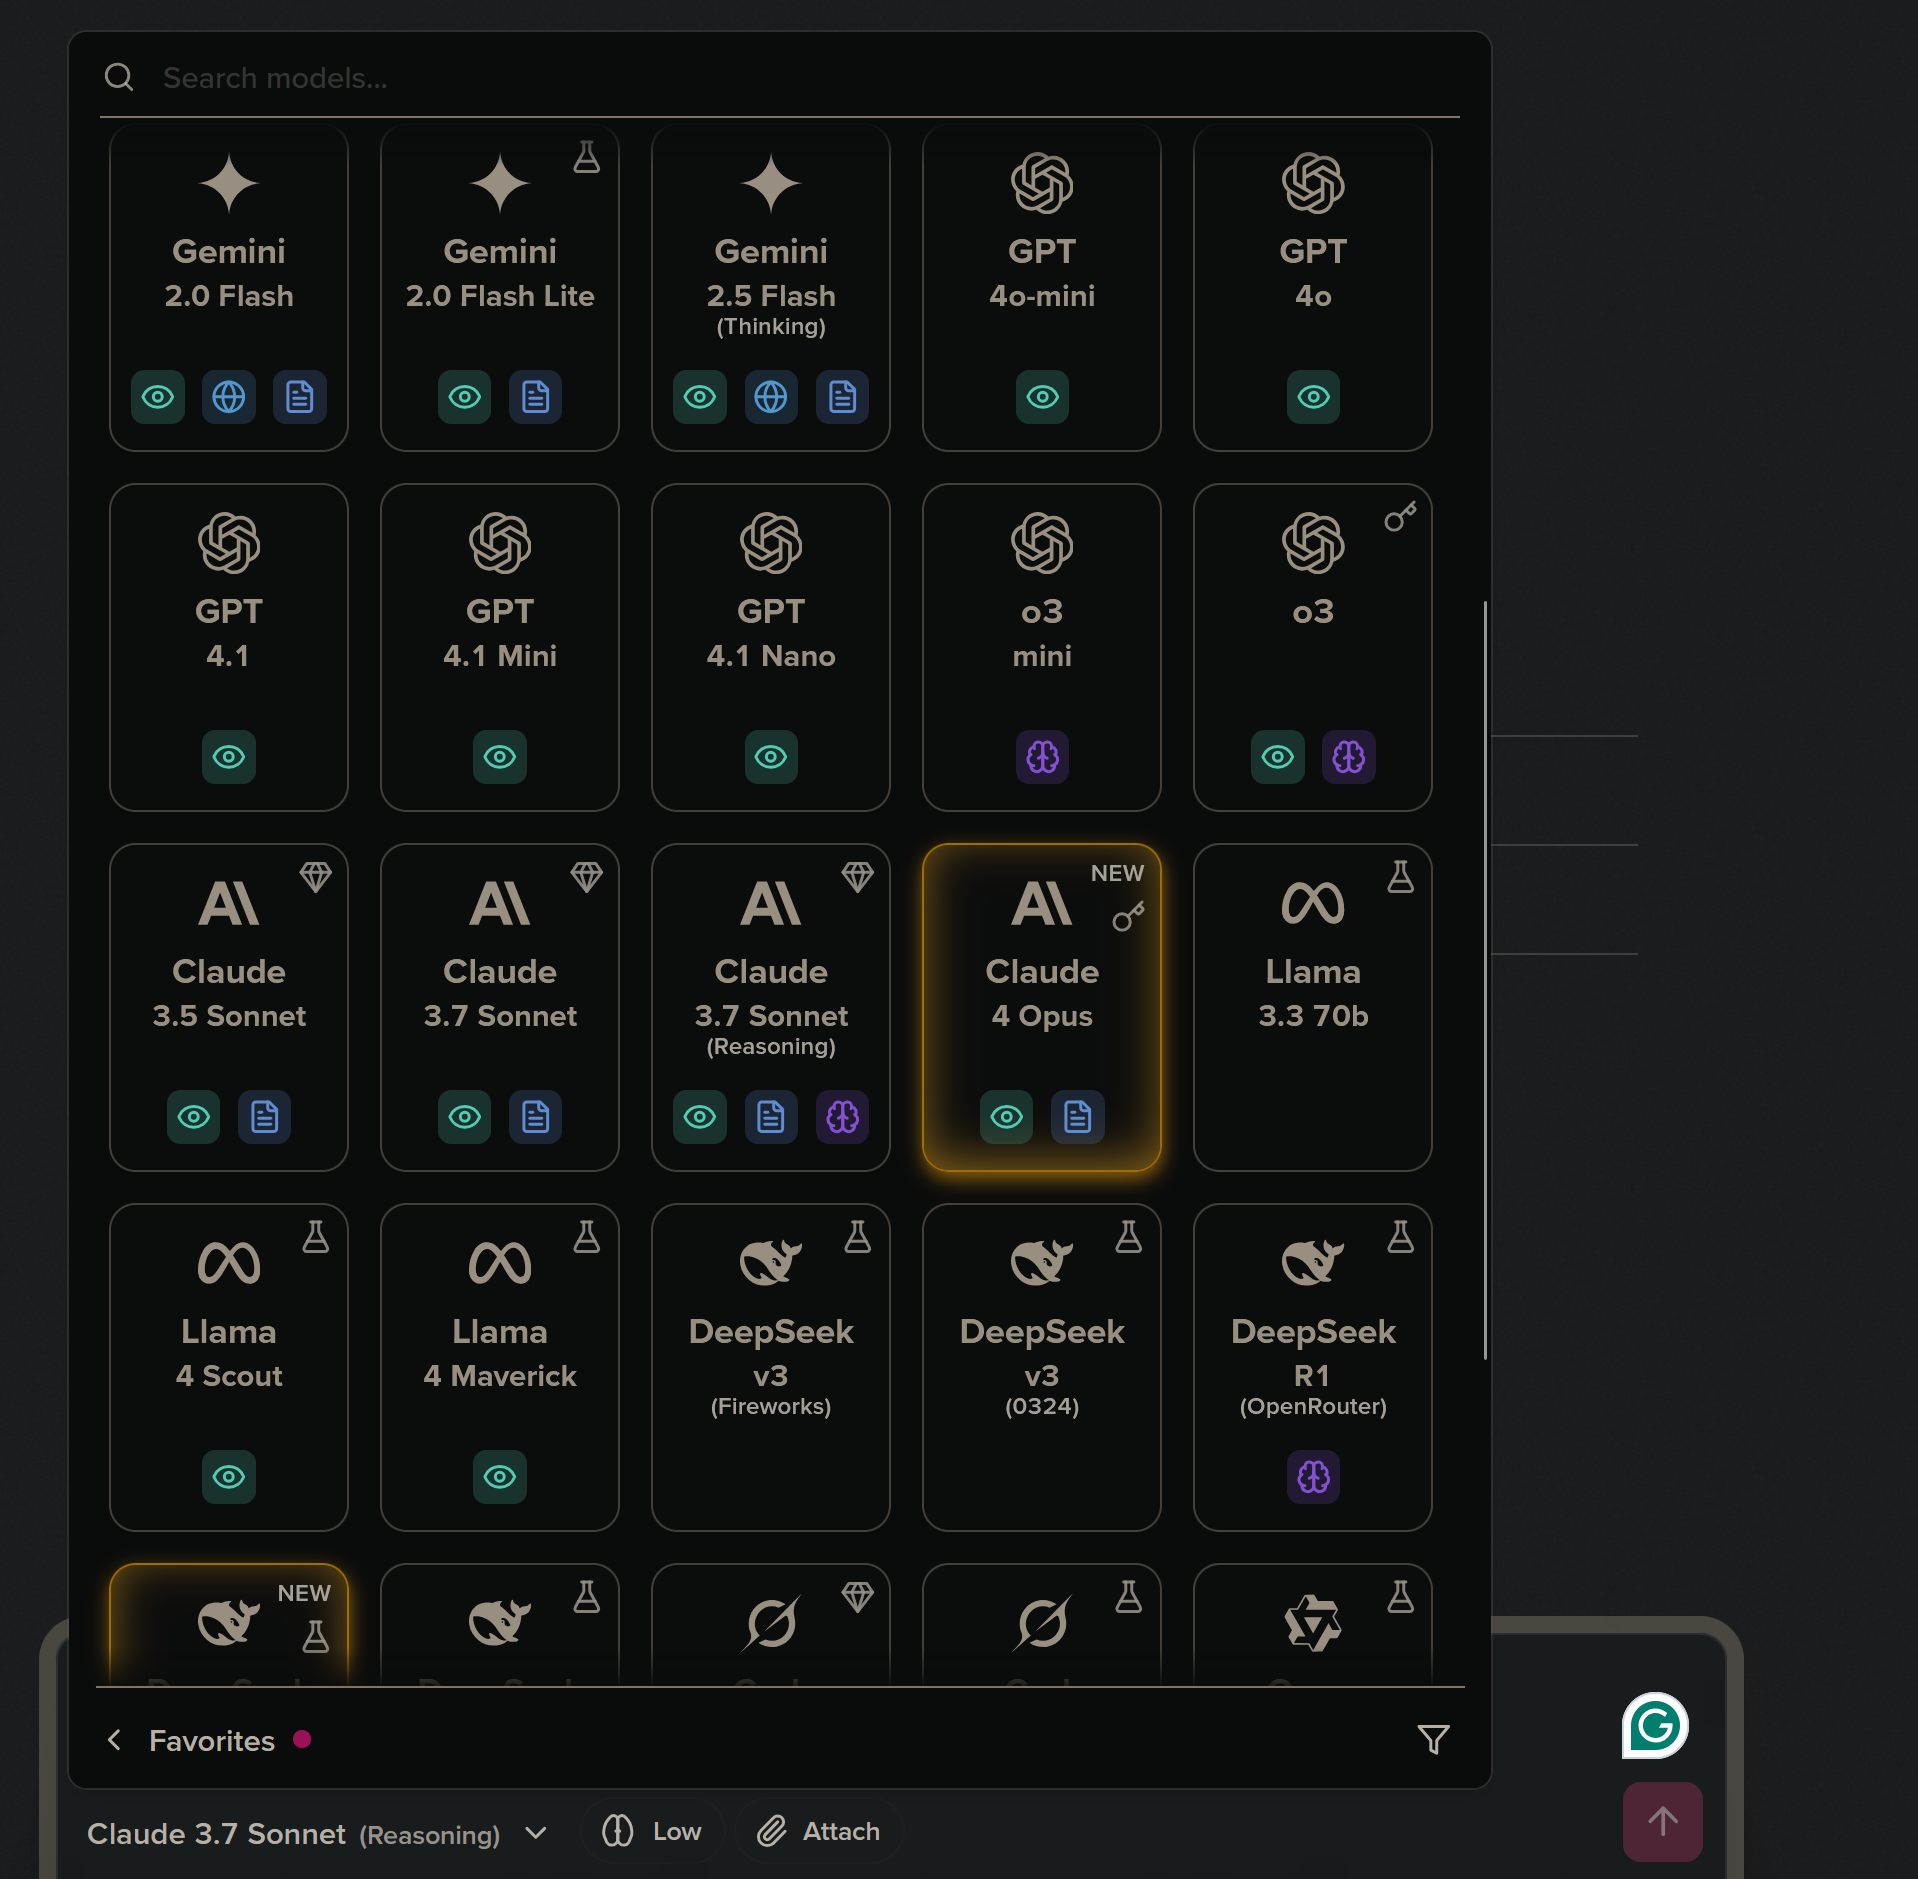 Search models...
Gemini
2.0 Flash
Gemini
2.0 Flash Lite
Gemini
2.5 Flash
(Thinking)
GPT
4o-mini
GPT
4o
GPT
4.1
GPT
4.1 Mini
GPT
4.1 Nano
o3
mini
o3
Claude
3.5 Sonnet
Claude
3.7 Sonnet
Claude
3.7 Sonnet
(Reasoning)
NEW
Claude
4 Opus
Llama
3.3 70b
Llama
4 Scout
Llama
4 Maverick
DeepSeek
v3
(Fireworks)
DeepSeek
v3
(0324)
DeepSeek
R1
(OpenRouter)
NEW
Favorites
Claude 3.7 Sonnet (Reasoning)
Low
Attach